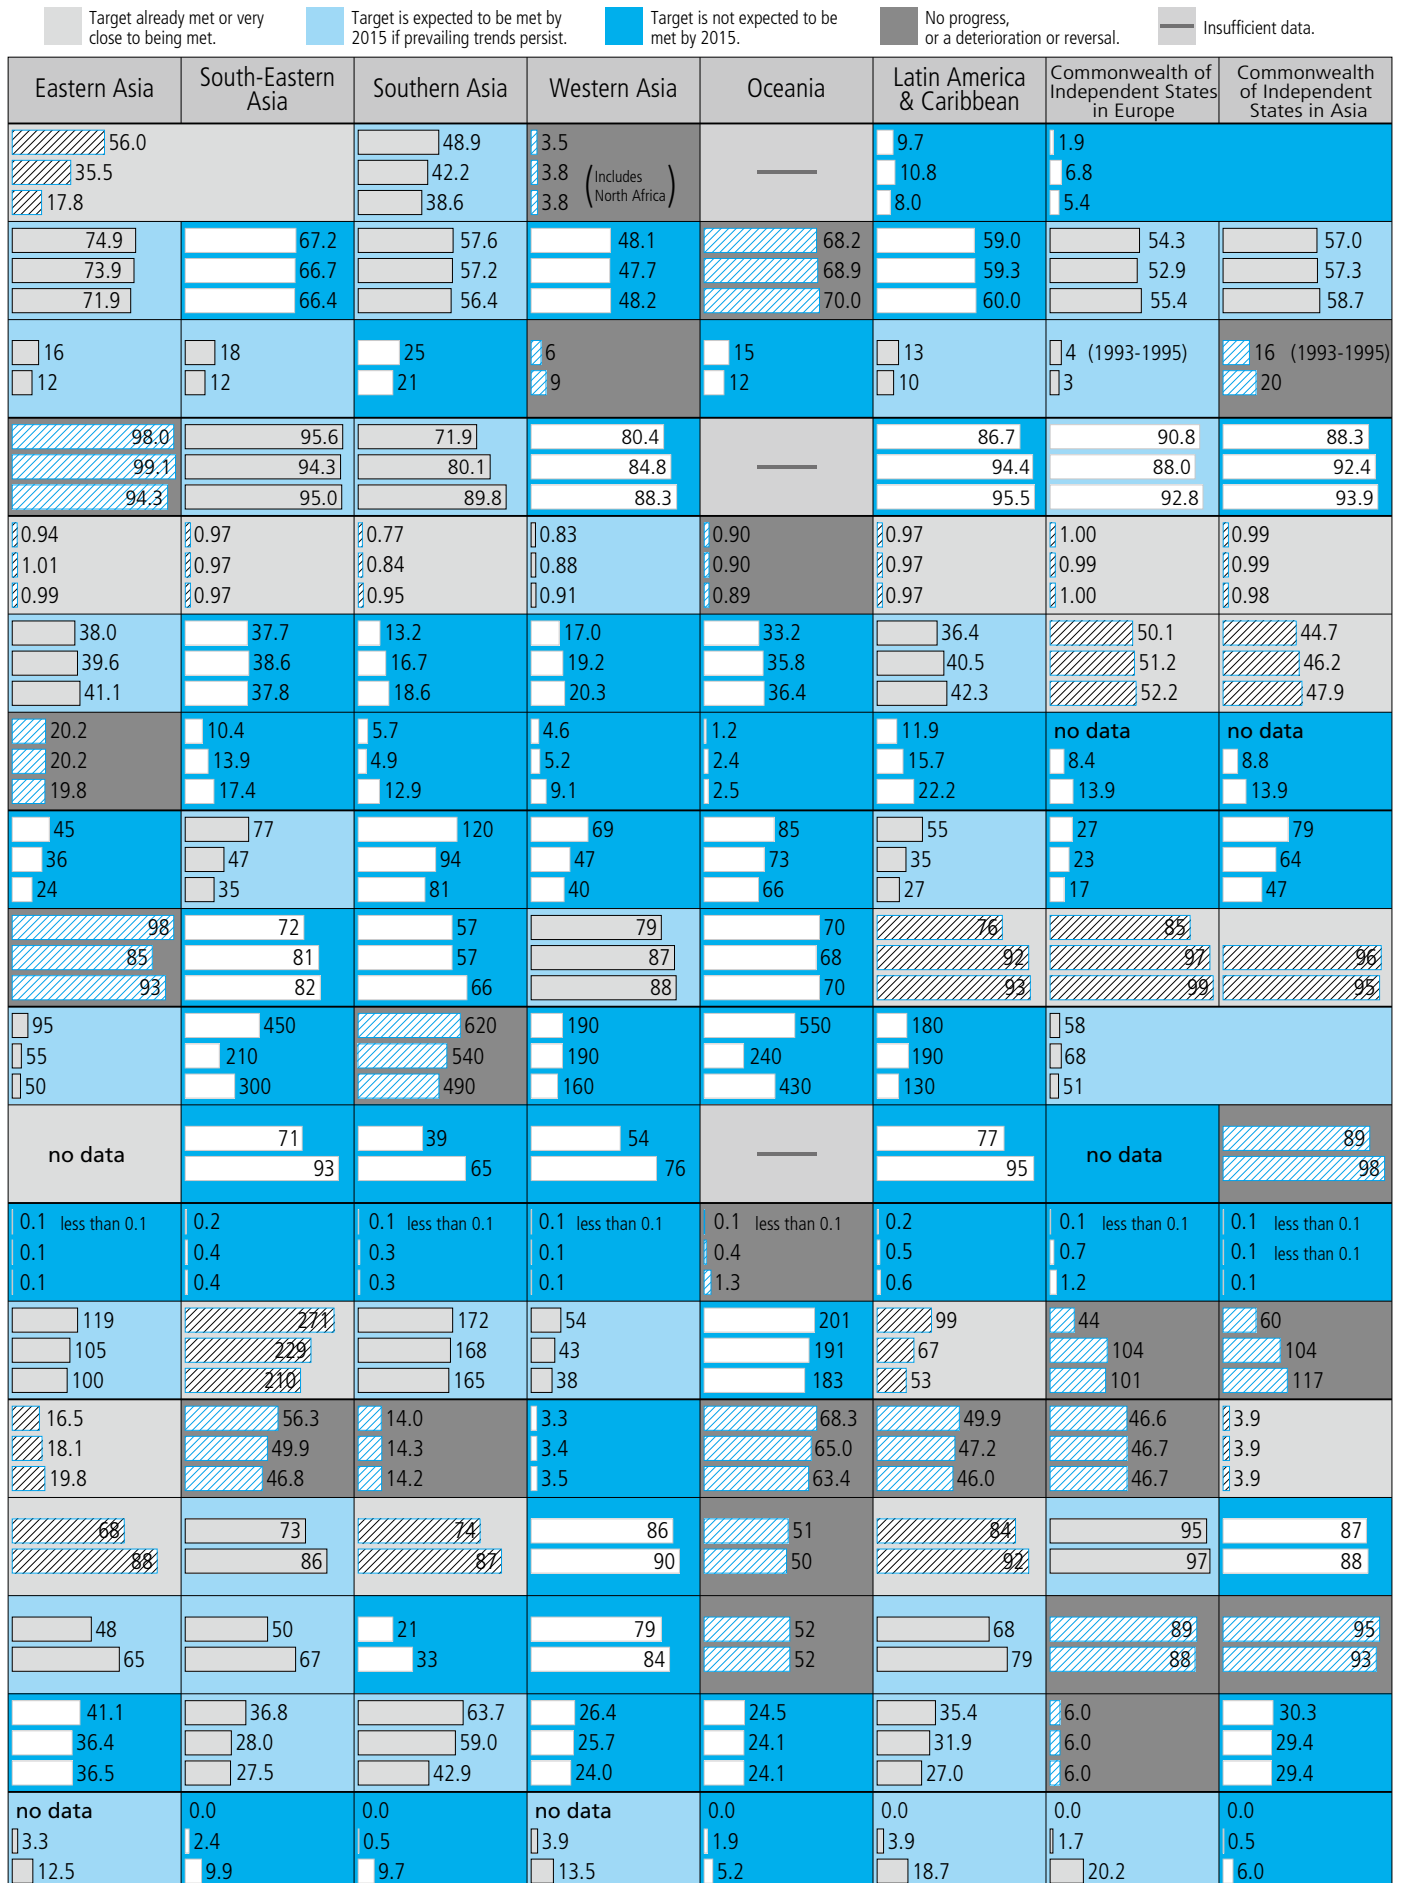 Target already met or very
close to being met.
Target is expected to be met by
2015 if prevailing trends persist.
Target is not expected to be
met by 2015.
No progress,
or a deterioration or reversal.
Insufficient data.
Eastern Asia
South-Eastern
Asia
Southern Asia
Western Asia
Oceania
Latin America
& Caribbean
Commonwealth of
Independent States
in Europe
Commonwealth
of Independent
States in Asia
56.0 48.9 3.5 9.7 1.9
35.5 42.2 3.8 (Includes 10.8 6.8
17.8 38.6 3.8 North Africa) 8.0 5.4
74.9 67.2 57.6 48.1 68.2 59.0 54.3 57.0
73.9 66.7 57.2 47.7 68.9 59.3 52.9 57.3
71.9 66.4 56.4 48.2 70.0 60.0 55.4 58.7
16 18 25 6 15 13 4 (1993-1995) 16 (1993-1995)
12 12 21 9 12 10 3 20
98.0 95.6 71.9 80.4 86.7 90.8 88.3
99.1 94.3 80.1 84.8 94.4 88.0 92.4
94.3 95.0 89.8 88.3 95.5 92.8 93.9
0.94 0.97 0.77 0.83 0.90 0.97 1.00 0.99
1.01 0.97 0.84 0.88 0.90 0.97 0.99 0.99
0.99 0.97 0.95 0.91 0.89 0.97 1.00 0.98
38.0 37.7 13.2 17.0 33.2 36.4 50.1 44.7
39.6 38.6 16.7 19.2 35.8 40.5 51.2 46.2
41.1 37.8 18.6 20.3 36.4 42.3 52.2 47.9
20.2 10.4 5.7 4.6 1.2 11.9 no data no data
20.2 13.9 4.9 5.2 2.4 15.7 8.4 8.8
19.8 17.4 12.9 9.1 2.5 22.2 13.9 13.9
45 77 120 69 85 55 27 79
36 47 94 47 73 35 23 64
24 35 81 40 66 27 17 47
98 72 57 79 70 76 85
85 81 57 87 68 92 97 96
93 82 66 88 70 93 99 95
95 450 620 190 550 180 58
55 210 540 190 240 190 68
50 300 490 160 430 130 51
no data 71 39 54 77 no data 89
93 65 76 95 98
0.1 less than 0.1 0.2 0.1 less than 0.1 0.1 less than 0.1 0.1 less than 0.1 0.2 0.1 less than 0.1 0.1 less than 0.1
0.1 0.4 0.3 0.1 0.4 0.5 0.7 0.1 less than 0.1
0.1 0.4 0.3 0.1 1.3 0.6 1.2 0.1
119 271 172 54 201 99 44 60
105 229 168 43 191 67 104 104
100 210 165 38 183 53 101 117
16.5 56.3 14.0 3.3 68.3 49.9 46.6 3.9
18.1 49.9 14.3 3.4 65.0 47.2 46.7 3.9
19.8 46.8 14.2 3.5 63.4 46.0 46.7 3.9
68 73 74 86 51 84 95 87
88 86 87 90 50 92 97 88
48 50 21 79 52 68 89 95
65 67 33 84 52 79 88 93
41.1 36.8 63.7 26.4 24.5 35.4 6.0 30.3
36.4 28.0 59.0 25.7 24.1 31.9 6.0 29.4
36.5 27.5 42.9 24.0 24.1 27.0 6.0 29.4
no data 0.0 0.0 no data 0.0 0.0 0.0 0.0
3.3 2.4 0.5 3.9 1.9 3.9 1.7 0.5
12.5 9.9 9.7 13.5 5.2 18.7 20.2 6.0